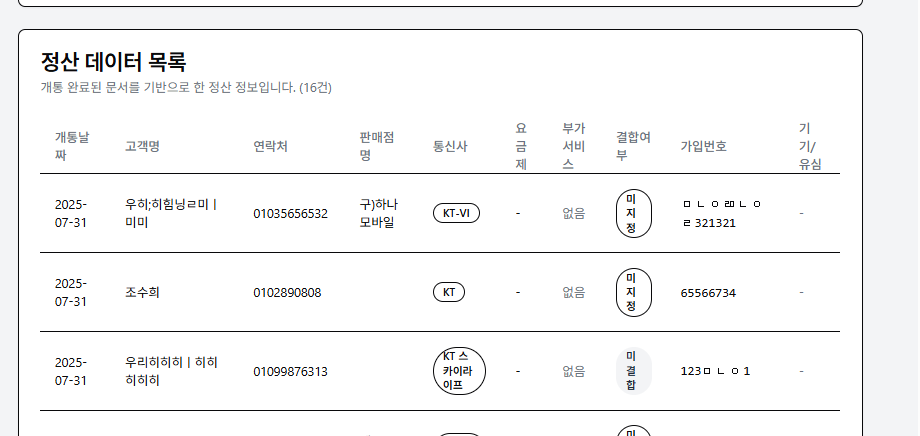 정산 데이터 목록
개통 완료된 문서를 기반으로 한 정산 정보입니다. (16건)
개통날
짜
고객명
연락처
판매점
명
통신사
요
금
제
부가
서비
스
결합여
부
가입번호
기
기/
유심
2025-
07-31
우히;히힘닝ㄹ미ㅣ
미미
01035656532
구)하나
모바일
KT-VI
-
없음
미
지
정
ㄹ321321
-
2025-
07-31
조수희
0102890808
KT
-
없음
미
지
정
65566734
-
2025-
07-31
우리히히히ㅣ히히
히히히
01099876313
KT 스
카이라
이프
-
없음
미
결
합
123ㅁㄴㅇ1
-